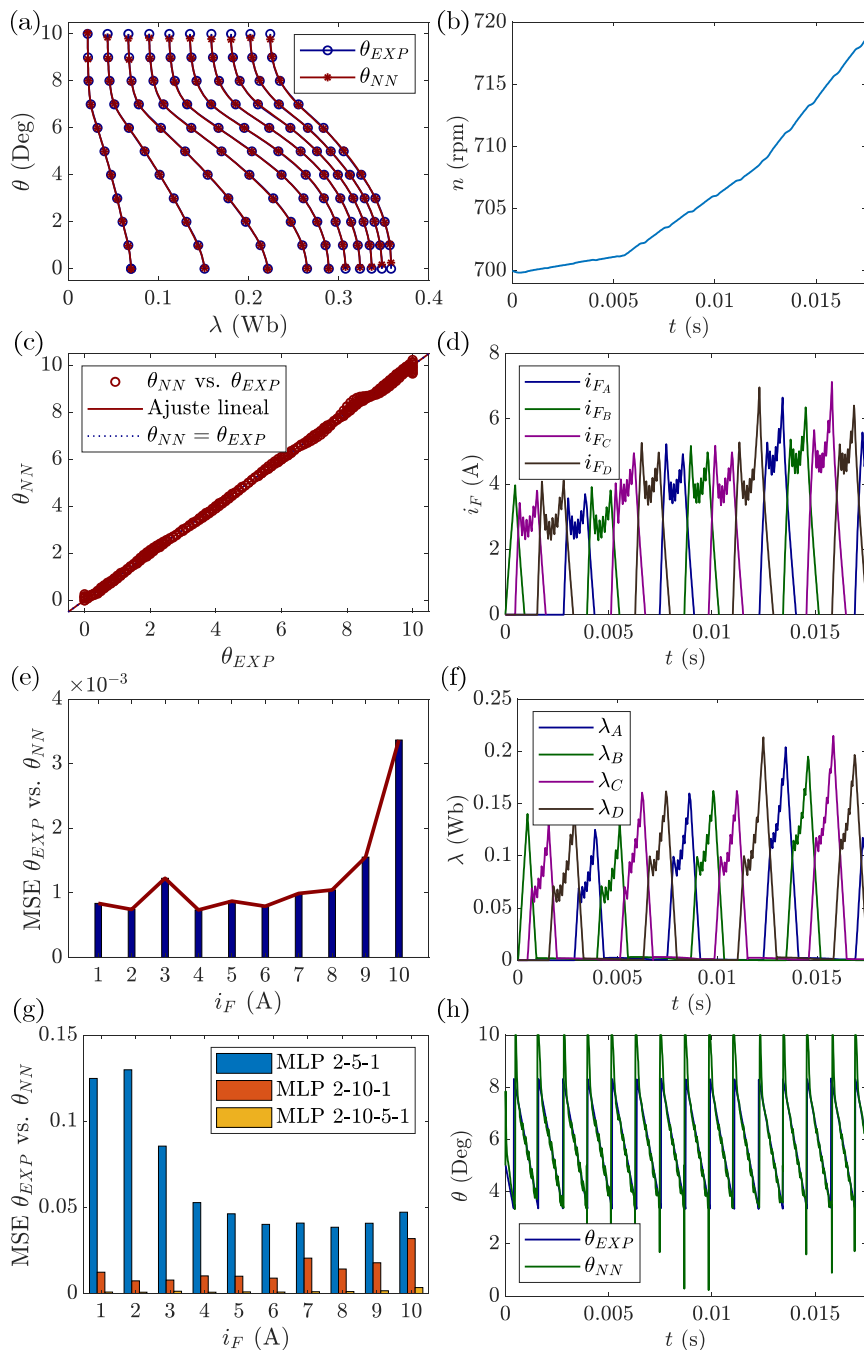 (a)
θ (Deg)
10
8
6
4
2
0
θ_EXP
θ_NN
0
0.1
0.2
0.3
0.4
λ (Wb)
(b)
n (rpm)
720
715
710
705
700
0
0.005
0.01
0.015
t (s)
(c)
θ_NN
10
8
6
4
2
0
θ_NN vs. θ_EXP
Ajuste lineal
θ_NN = θ_EXP
0
2
4
6
8
10
θ_EXP
(d)
i_F (A)
8
6
4
2
0
i_{F_A}
i_{F_B}
i_{F_C}
i_{F_D}
0
0.005
0.01
0.015
t (s)
(e)
×10⁻³
MSE θ_EXP vs. θ_NN
4
3
2
1
0
1 2 3 4 5 6 7 8 9 10
i_F (A)
(f)
λ (Wb)
0.25
0.2
0.15
0.1
0.05
0
λ_A
λ_B
λ_C
λ_D
0
0.005
0.01
0.015
t (s)
(g)
MSE θ_EXP vs. θ_NN
0.15
0.1
0.05
0
MLP 2-5-1
MLP 2-10-1
MLP 2-10-5-1
1 2 3 4 5 6 7 8 9 10
i_F (A)
(h)
θ (Deg)
10
8
6
4
2
0
θ_EXP
θ_NN
0
0.005
0.01
0.015
t (s)